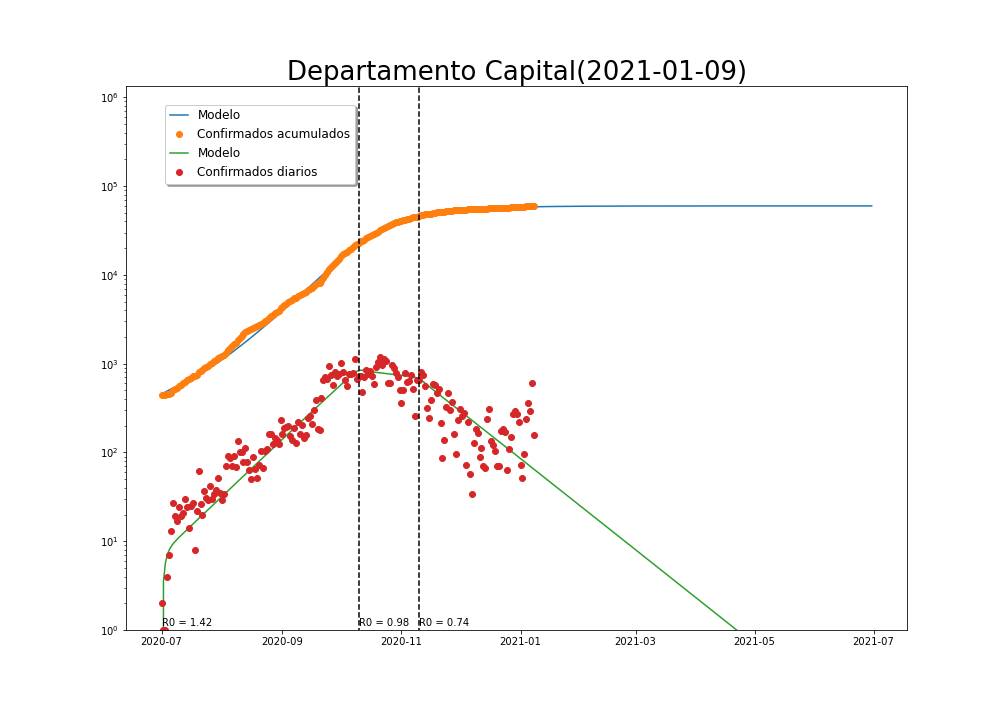 Departamento Capital(2021-01-09)
Modelo
Confirmados acumulados
Modelo
Confirmados diarios
10⁶
10⁵
10⁴
10³
10²
10¹
10⁰
R0 = 1.42
R0 = 0.98
R0 = 0.74
2020-07
2020-09
2020-11
2021-01
2021-03
2021-05
2021-07